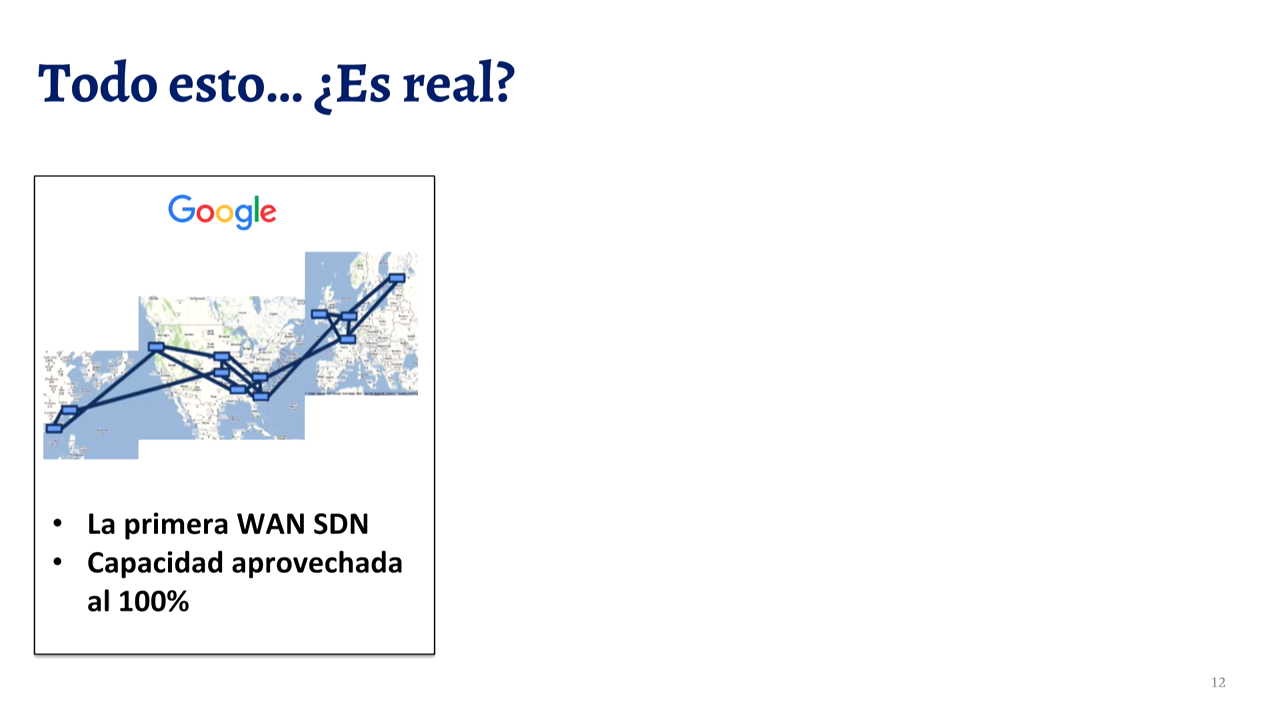 Todo esto... ¿Es real?
Google
• La primera WAN SDN
• Capacidad aprovechada
al 100%
12